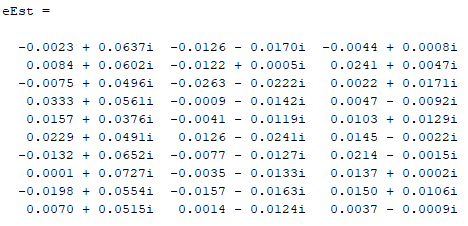 eEst =
-0.0023 + 0.0637i -0.0126 - 0.0170i -0.0044 + 0.0008i
0.0084 + 0.0602i -0.0122 + 0.0005i 0.0241 + 0.0047i
-0.0075 + 0.0496i -0.0263 - 0.0222i 0.0022 + 0.0171i
0.0333 + 0.0561i -0.0009 - 0.0142i 0.0047 - 0.0092i
0.0157 + 0.0376i -0.0041 - 0.0119i 0.0103 + 0.0129i
0.0229 + 0.0491i 0.0126 - 0.0241i 0.0145 - 0.0022i
-0.0132 + 0.0652i -0.0077 - 0.0127i 0.0214 - 0.0015i
0.0001 + 0.0727i -0.0035 - 0.0133i 0.0137 + 0.0002i
-0.0198 + 0.0554i -0.0157 - 0.0163i 0.0150 + 0.0106i
0.0070 + 0.0515i 0.0014 - 0.0124i 0.0037 - 0.0009i